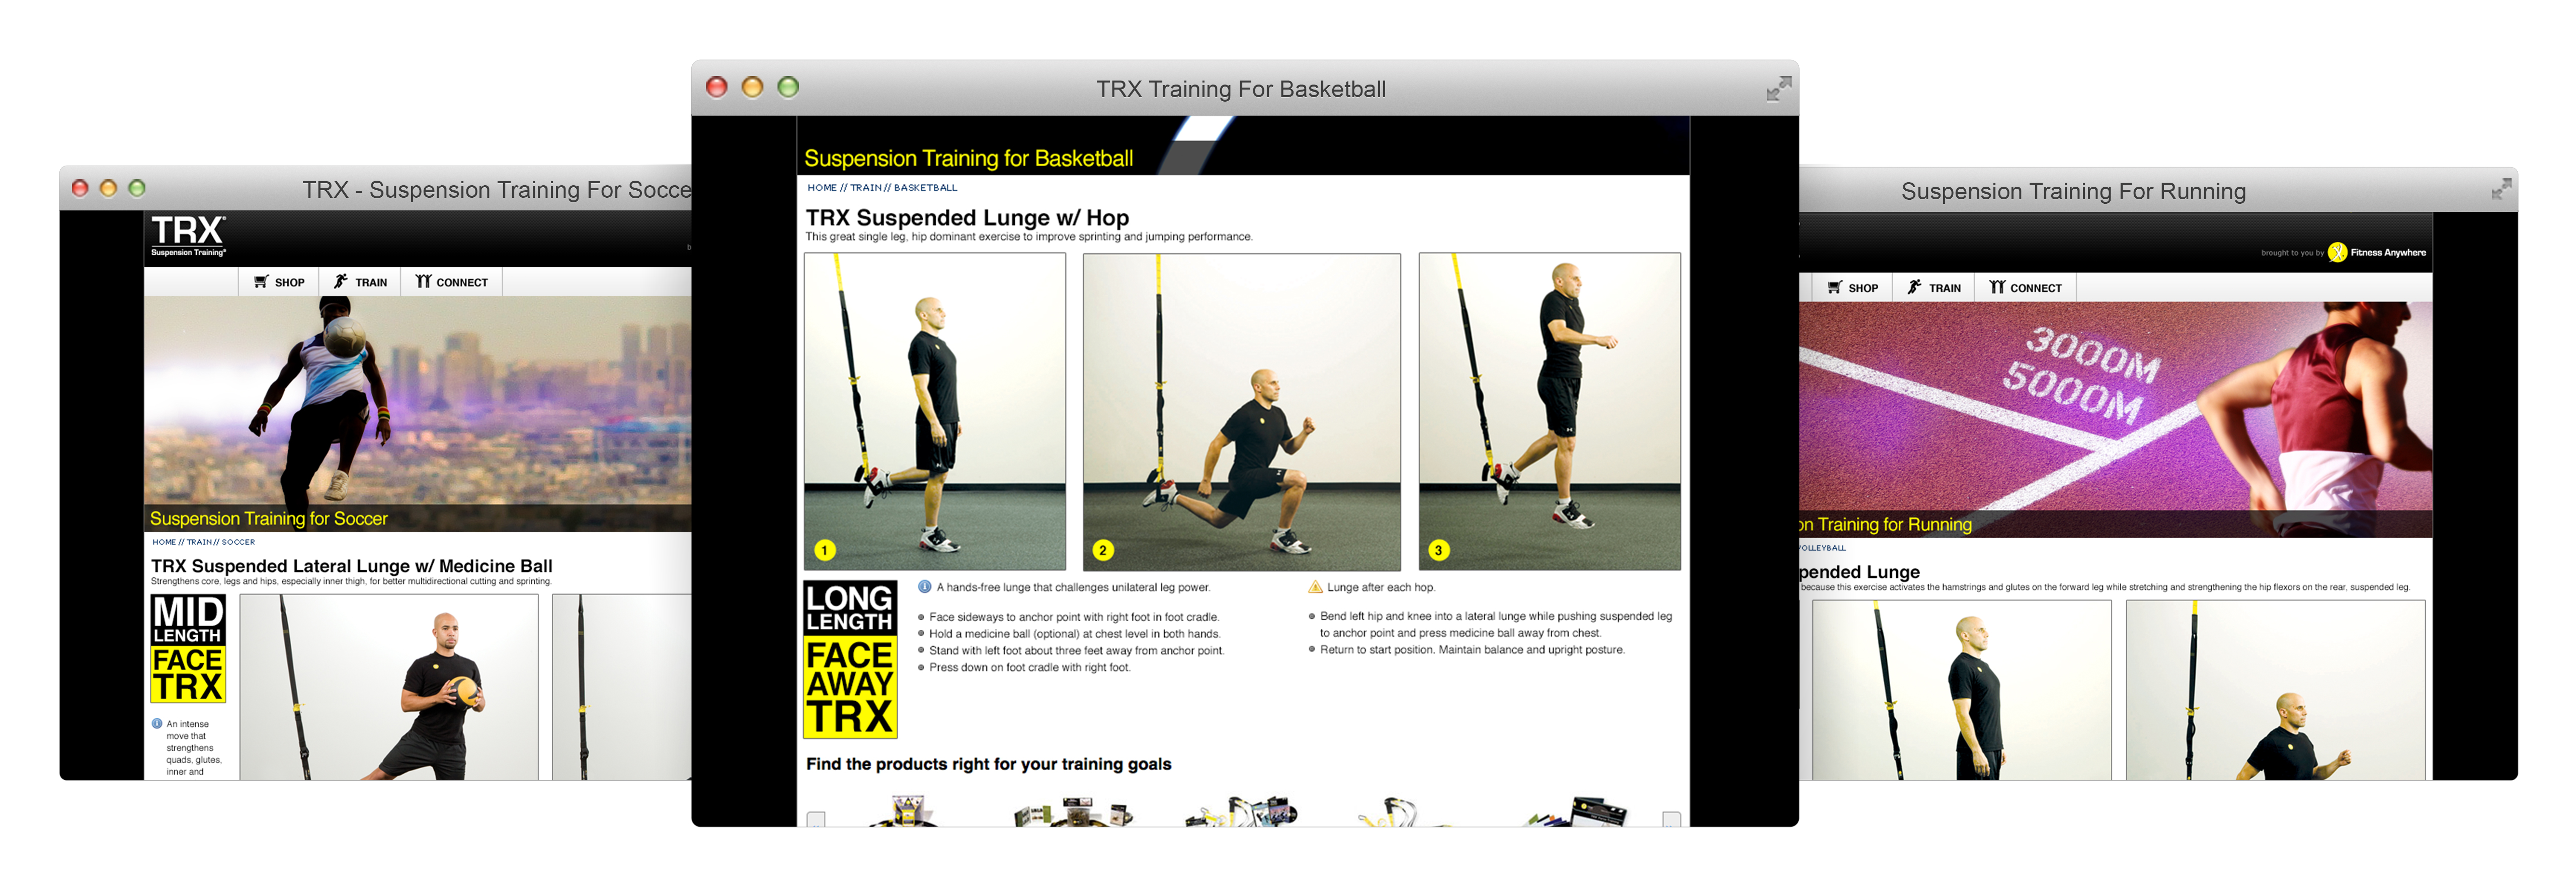 TRX - Suspension Training For Socce
TRX®
Suspension Training®
SHOP
TRAIN
CONNECT
Suspension Training for Soccer
HOME // TRAIN // SOCCER
TRX Suspended Lateral Lunge w/ Medicine Ball
Strengthens core, legs and hips, especially inner thigh, for better multidirectional cutting and sprinting.
MID
LENGTH
FACE
TRX
An intense
move that
strengthens
quads, glutes,
inner and
TRX Training For Basketball
Suspension Training for Basketball
HOME // TRAIN // BASKETBALL
TRX Suspended Lunge w/ Hop
This great single leg, hip dominant exercise to improve sprinting and jumping performance.
1
2
3
LONG
LENGTH
FACE
AWAY
TRX
A hands-free lunge that challenges unilateral leg power.
Face sideways to anchor point with right foot in foot cradle.
Hold a medicine ball (optional) at chest level in both hands.
Stand with left foot about three feet away from anchor point.
Press down on foot cradle with right foot.
Lunge after each hop.
Bend left hip and knee into a lateral lunge while pushing suspended leg
to anchor point and press medicine ball away from chest.
Return to start position. Maintain balance and upright posture.
Find the products right for your training goals
Suspension Training For Running
brought to you by Fitness Anywhere
SHOP
TRAIN
CONNECT
3000M
5000M
on Training for Running
VOLLEYBALL
pended Lunge
because this exercise activates the hamstrings and glutes on the forward leg while stretching and strengthening the hip flexors on the rear, suspended leg.